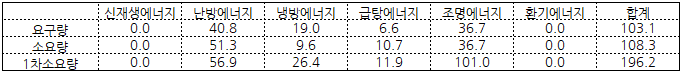 신재생에너지 난방에너지 냉방에너지 급탕에너지 조명에너지 환기에너지 합계
요구량 0.0 40.8 19.0 6.6 36.7 0.0 103.1
소요량 0.0 51.3 9.6 10.7 36.7 0.0 108.3
1차소요량 0.0 56.9 26.4 11.9 101.0 0.0 196.2